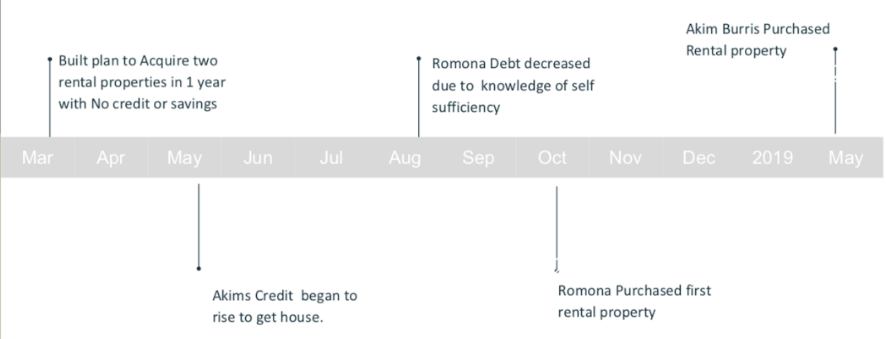 Akim Burris Purchased
Rental property
Built plan to Acquire two
rental properties in 1 year
with No credit or savings
Romona Debt decreased
due to knowledge of self
sufficiency
Mar Apr May Jun Jul Aug Sep Oct Nov Dec 2019 May
Akims Credit began to
rise to get house.
Romona Purchased first
rental property